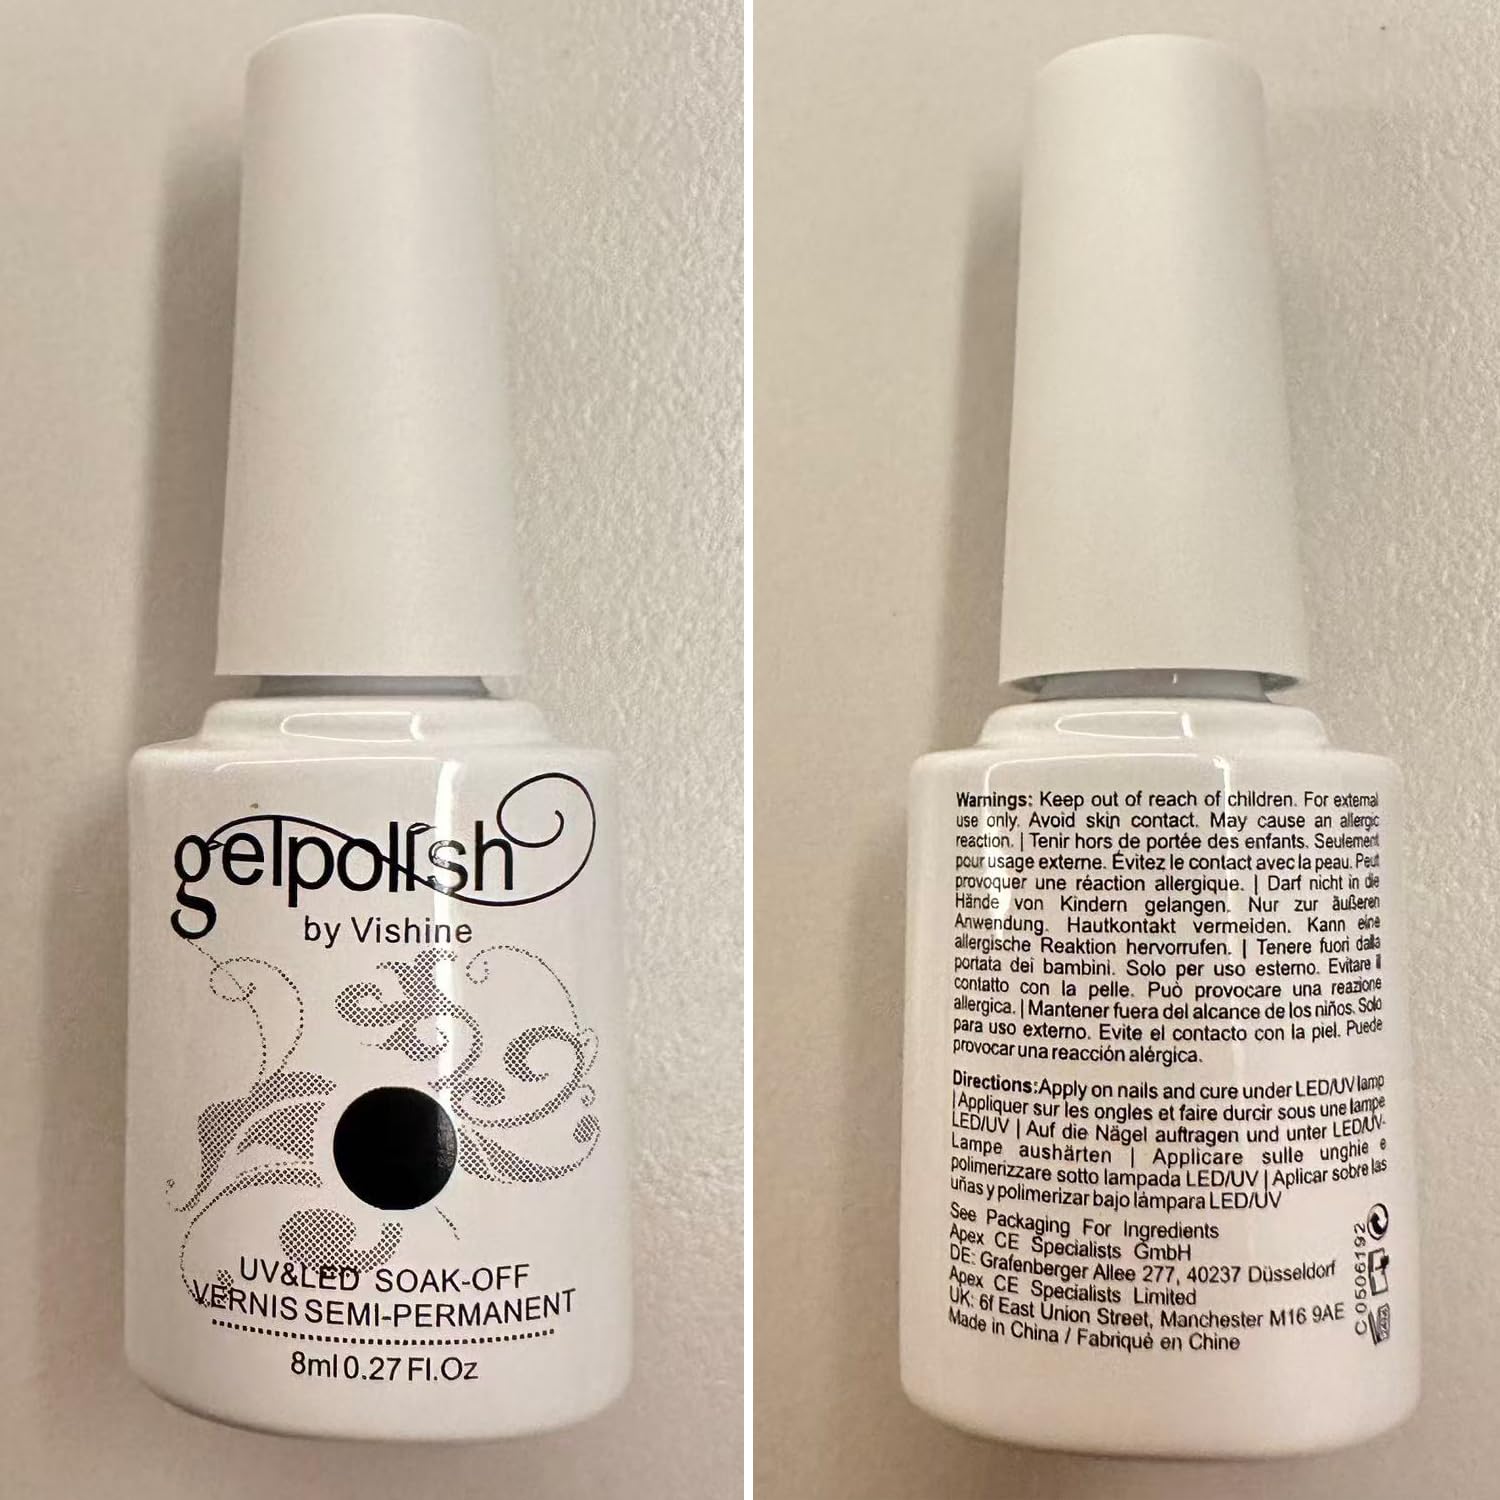 gelpolish
by Vishine
UV&LED SOAK-OFF
VERNIS SEMI-PERMANENT
8ml 0.27 Fl.Oz
Warnings: Keep out of reach of children. For external
use only. Avoid skin contact. May cause an allergic
reaction. | Tenir hors de portée des enfants. Seulement
pour usage externe. Évitez le contact avec la peau. Peut
provoquer une réaction allergique. | Darf nicht in die
Hände von Kindern gelangen. Nur zur äußeren
Anwendung. Hautkontakt vermeiden. Kann eine
allergische Reaktion hervorrufen. | Tenere fuori dalla
portata dei bambini. Solo per uso esterno. Evitare il
contatto con la pelle. Può provocare una reazione
allergica. | Mantener fuera del alcance de los niños. Solo
para uso externo. Evite el contacto con la piel. Puede
provocar una reacción alérgica.
Directions:Apply on nails and cure under LED/UV lamp
|Appliquer sur les ongles et faire durcir sous une lampe
LED/UV | Auf die Nägel auftragen und unter LED/UV-
Lampe aushärten | Applicare sulle unghie e
polimerizzare sotto lampada LED/UV | Aplicar sobre las
uñas y polimerizar bajo lámpara LED/UV
See Packaging For Ingredients
Apex CE Specialists GmbH
DE: Grafenberger Allee 277, 40237 Düsseldorf
Apex CE Specialists Limited
UK: 6f East Union Street, Manchester M16 9AE
Made in China / Fabriqué en Chine
C0506192